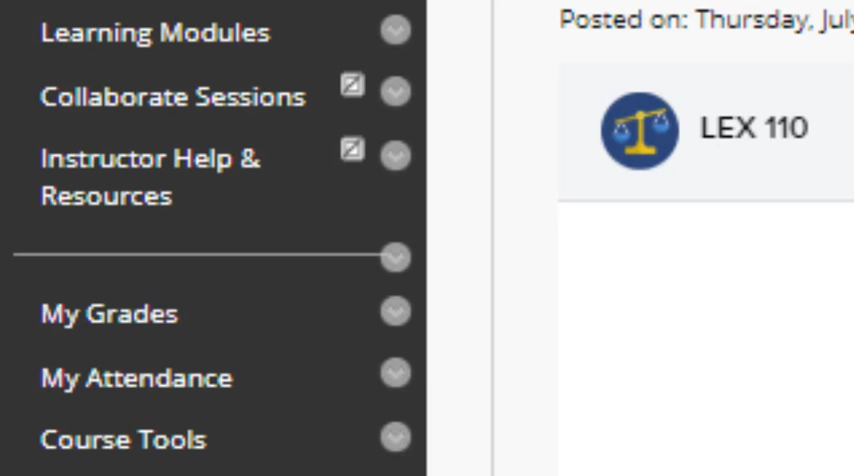 Learning Modules
Collaborate Sessions
Instructor Help &
Resources
My Grades
My Attendance
Course Tools
Posted on: Thursday, July
LEX 110